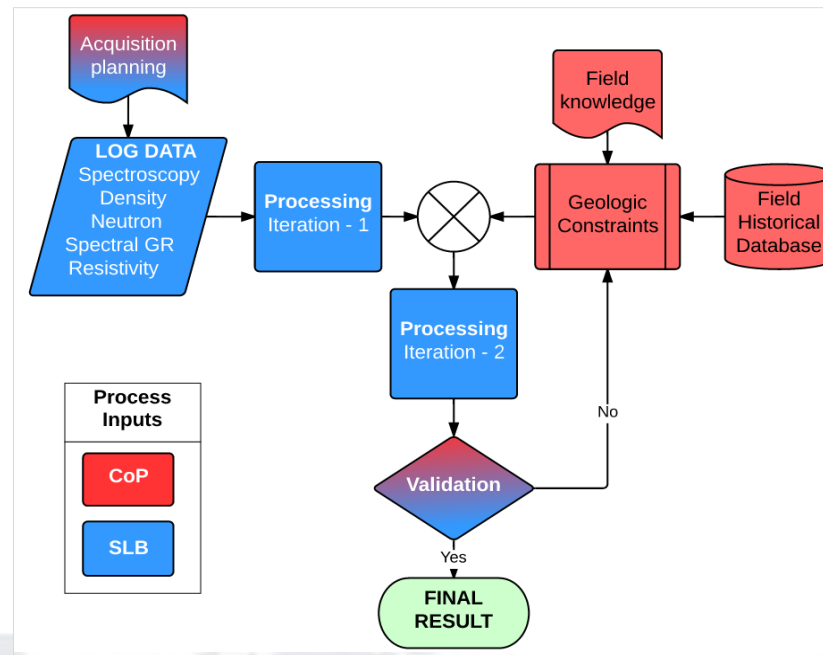 Acquisition
planning
LOG DATA
Spectroscopy
Density
Neutron
Spectral GR
Resistivity
Processing
Iteration - 1
Field
knowledge
Geologic
Constraints
Field
Historical
Database
Processing
Iteration - 2
Process
Inputs
CoP
SLB
No
Validation
Yes
FINAL
RESULT